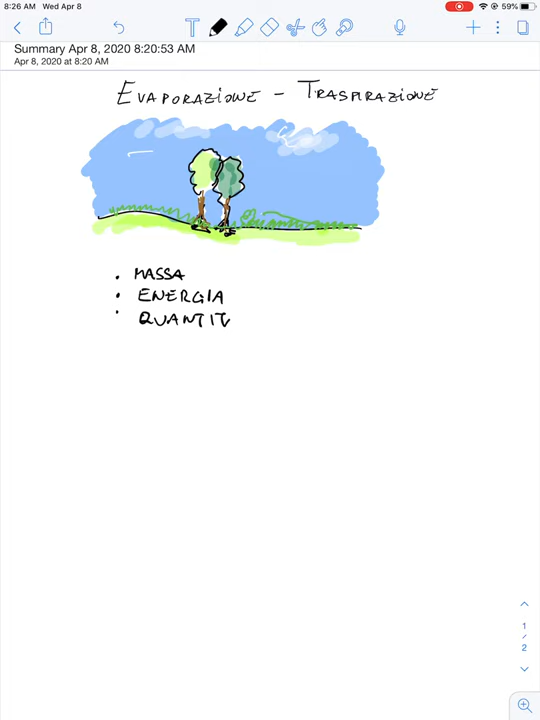 8:26 AM Wed Apr 8 59%
T
Summary Apr 8, 2020 8:20:53 AM
Apr 8, 2020 at 8:20 AM
EVAPORAZIONE - TRASPIRAZIONE
. MASSA
. ENERGIA
. QUANTIT
1
/
2